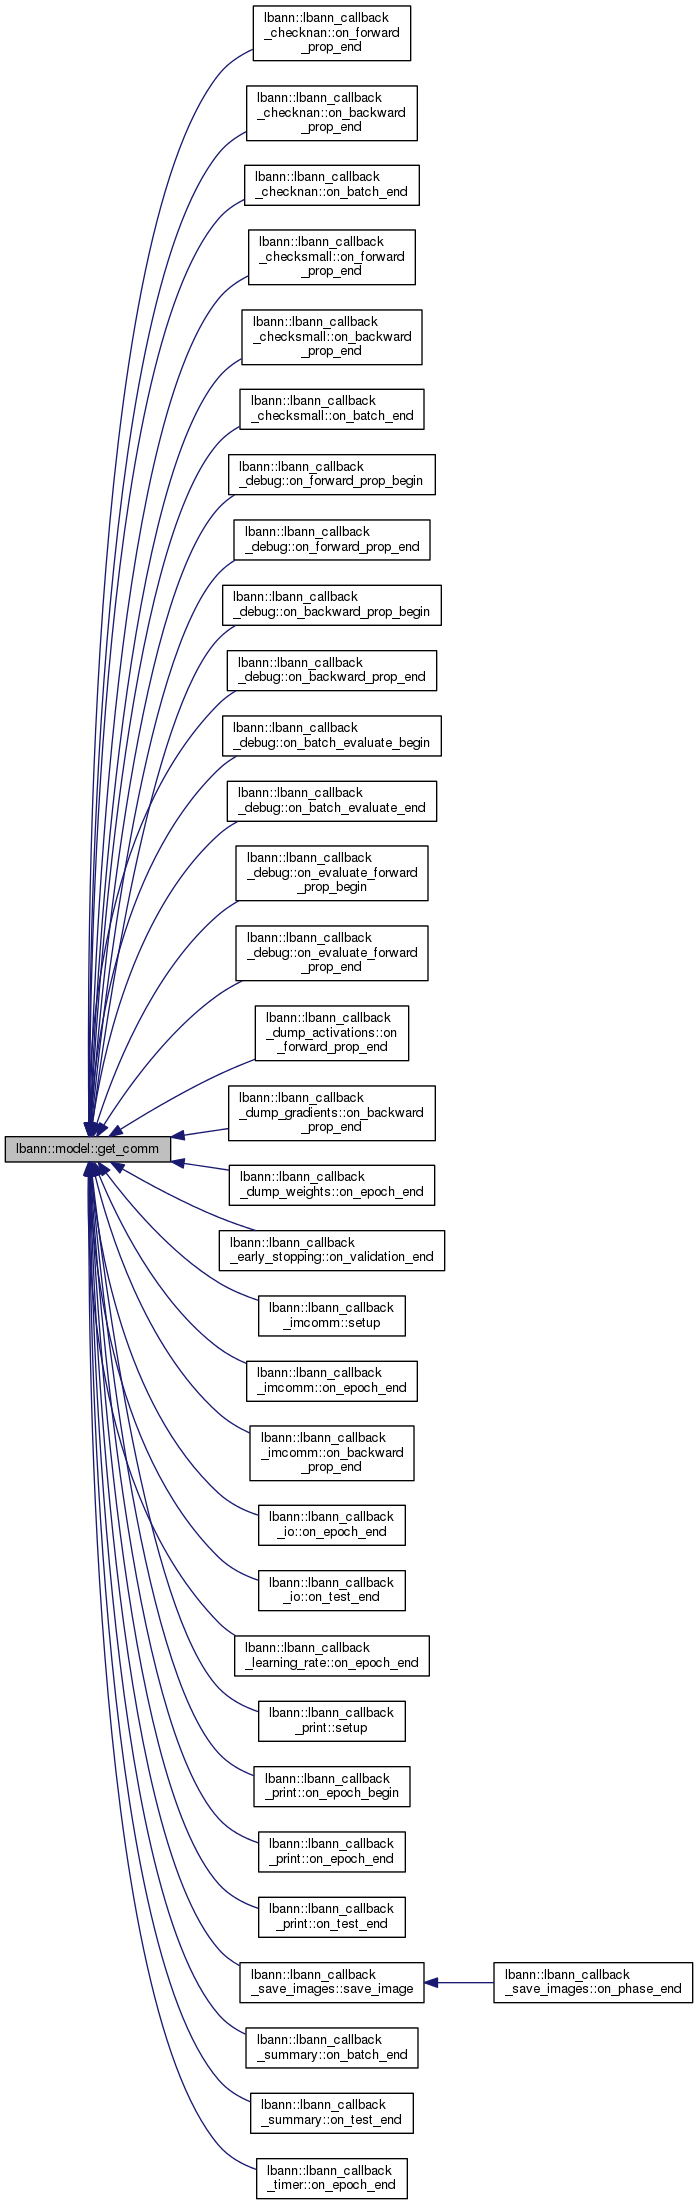 lbann::lbann_callback
_checknan::on_forward
_prop_end
lbann::lbann_callback
_checknan::on_backward
_prop_end
lbann::lbann_callback
_checknan::on_batch_end
lbann::lbann_callback
_checksmall::on_forward
_prop_end
lbann::lbann_callback
_checksmall::on_backward
_prop_end
lbann::lbann_callback
_checksmall::on_batch_end
lbann::lbann_callback
_debug::on_forward_prop_begin
lbann::lbann_callback
_debug::on_forward_prop_end
lbann::lbann_callback
_debug::on_backward_prop_begin
lbann::lbann_callback
_debug::on_backward_prop_end
lbann::lbann_callback
_debug::on_batch_evaluate_begin
lbann::lbann_callback
_debug::on_batch_evaluate_end
lbann::lbann_callback
_debug::on_evaluate_forward
_prop_begin
lbann::lbann_callback
_debug::on_evaluate_forward
_prop_end
lbann::lbann_callback
_dump_activations::on
_forward_prop_end
lbann::lbann_callback
_dump_gradients::on_backward
_prop_end
lbann::model::get_comm
lbann::lbann_callback
_dump_weights::on_epoch_end
lbann::lbann_callback
_early_stopping::on_validation_end
lbann::lbann_callback
_imcomm::setup
lbann::lbann_callback
_imcomm::on_epoch_end
lbann::lbann_callback
_imcomm::on_backward
_prop_end
lbann::lbann_callback
_io::on_epoch_end
lbann::lbann_callback
_io::on_test_end
lbann::lbann_callback
_learning_rate::on_epoch_end
lbann::lbann_callback
_print::setup
lbann::lbann_callback
_print::on_epoch_begin
lbann::lbann_callback
_print::on_epoch_end
lbann::lbann_callback
_print::on_test_end
lbann::lbann_callback
_save_images::save_image
lbann::lbann_callback
_save_images::on_phase_end
lbann::lbann_callback
_summary::on_batch_end
lbann::lbann_callback
_summary::on_test_end
lbann::lbann_callback
_timer::on_epoch_end